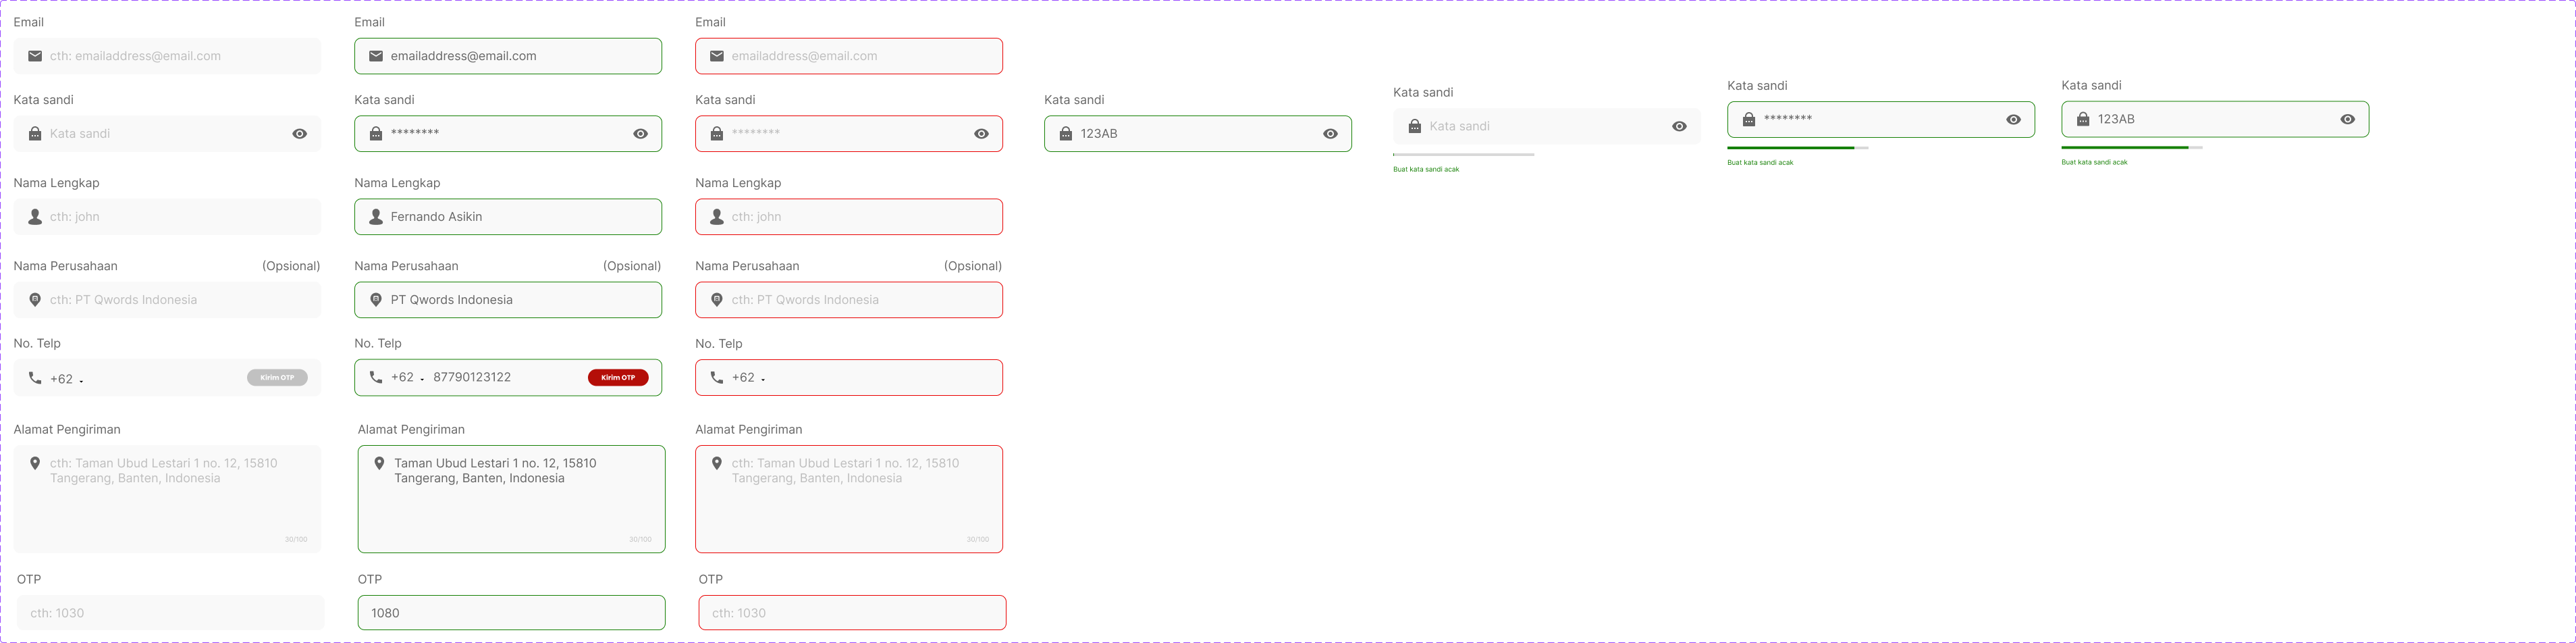 Email
cth: emailaddress@email.com
Kata sandi
Kata sandi
Nama Lengkap
cth: john
Nama Perusahaan (Opsional)
cth: PT Qwords Indonesia
No. Telp
+62 Kirim OTP
Alamat Pengiriman
cth: Taman Ubud Lestari 1 no. 12, 15810
Tangerang, Banten, Indonesia
30/100
OTP
cth: 1030
Email
emailaddress@email.com
Kata sandi
********
Nama Lengkap
Fernando Asikin
Nama Perusahaan (Opsional)
PT Qwords Indonesia
No. Telp
+62 87790123122 Kirim OTP
Alamat Pengiriman
Taman Ubud Lestari 1 no. 12, 15810
Tangerang, Banten, Indonesia
30/100
OTP
1080
Email
emailaddress@email.com
Kata sandi
********
Nama Lengkap
cth: john
Nama Perusahaan (Opsional)
cth: PT Qwords Indonesia
No. Telp
+62
Alamat Pengiriman
cth: Taman Ubud Lestari 1 no. 12, 15810
Tangerang, Banten, Indonesia
30/100
OTP
cth: 1030
Kata sandi
123AB
Kata sandi
Kata sandi
Buat kata sandi acak
Kata sandi
********
Buat kata sandi acak
Kata sandi
123AB
Buat kata sandi acak